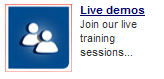 Live demos
Join our live
training
sessions...